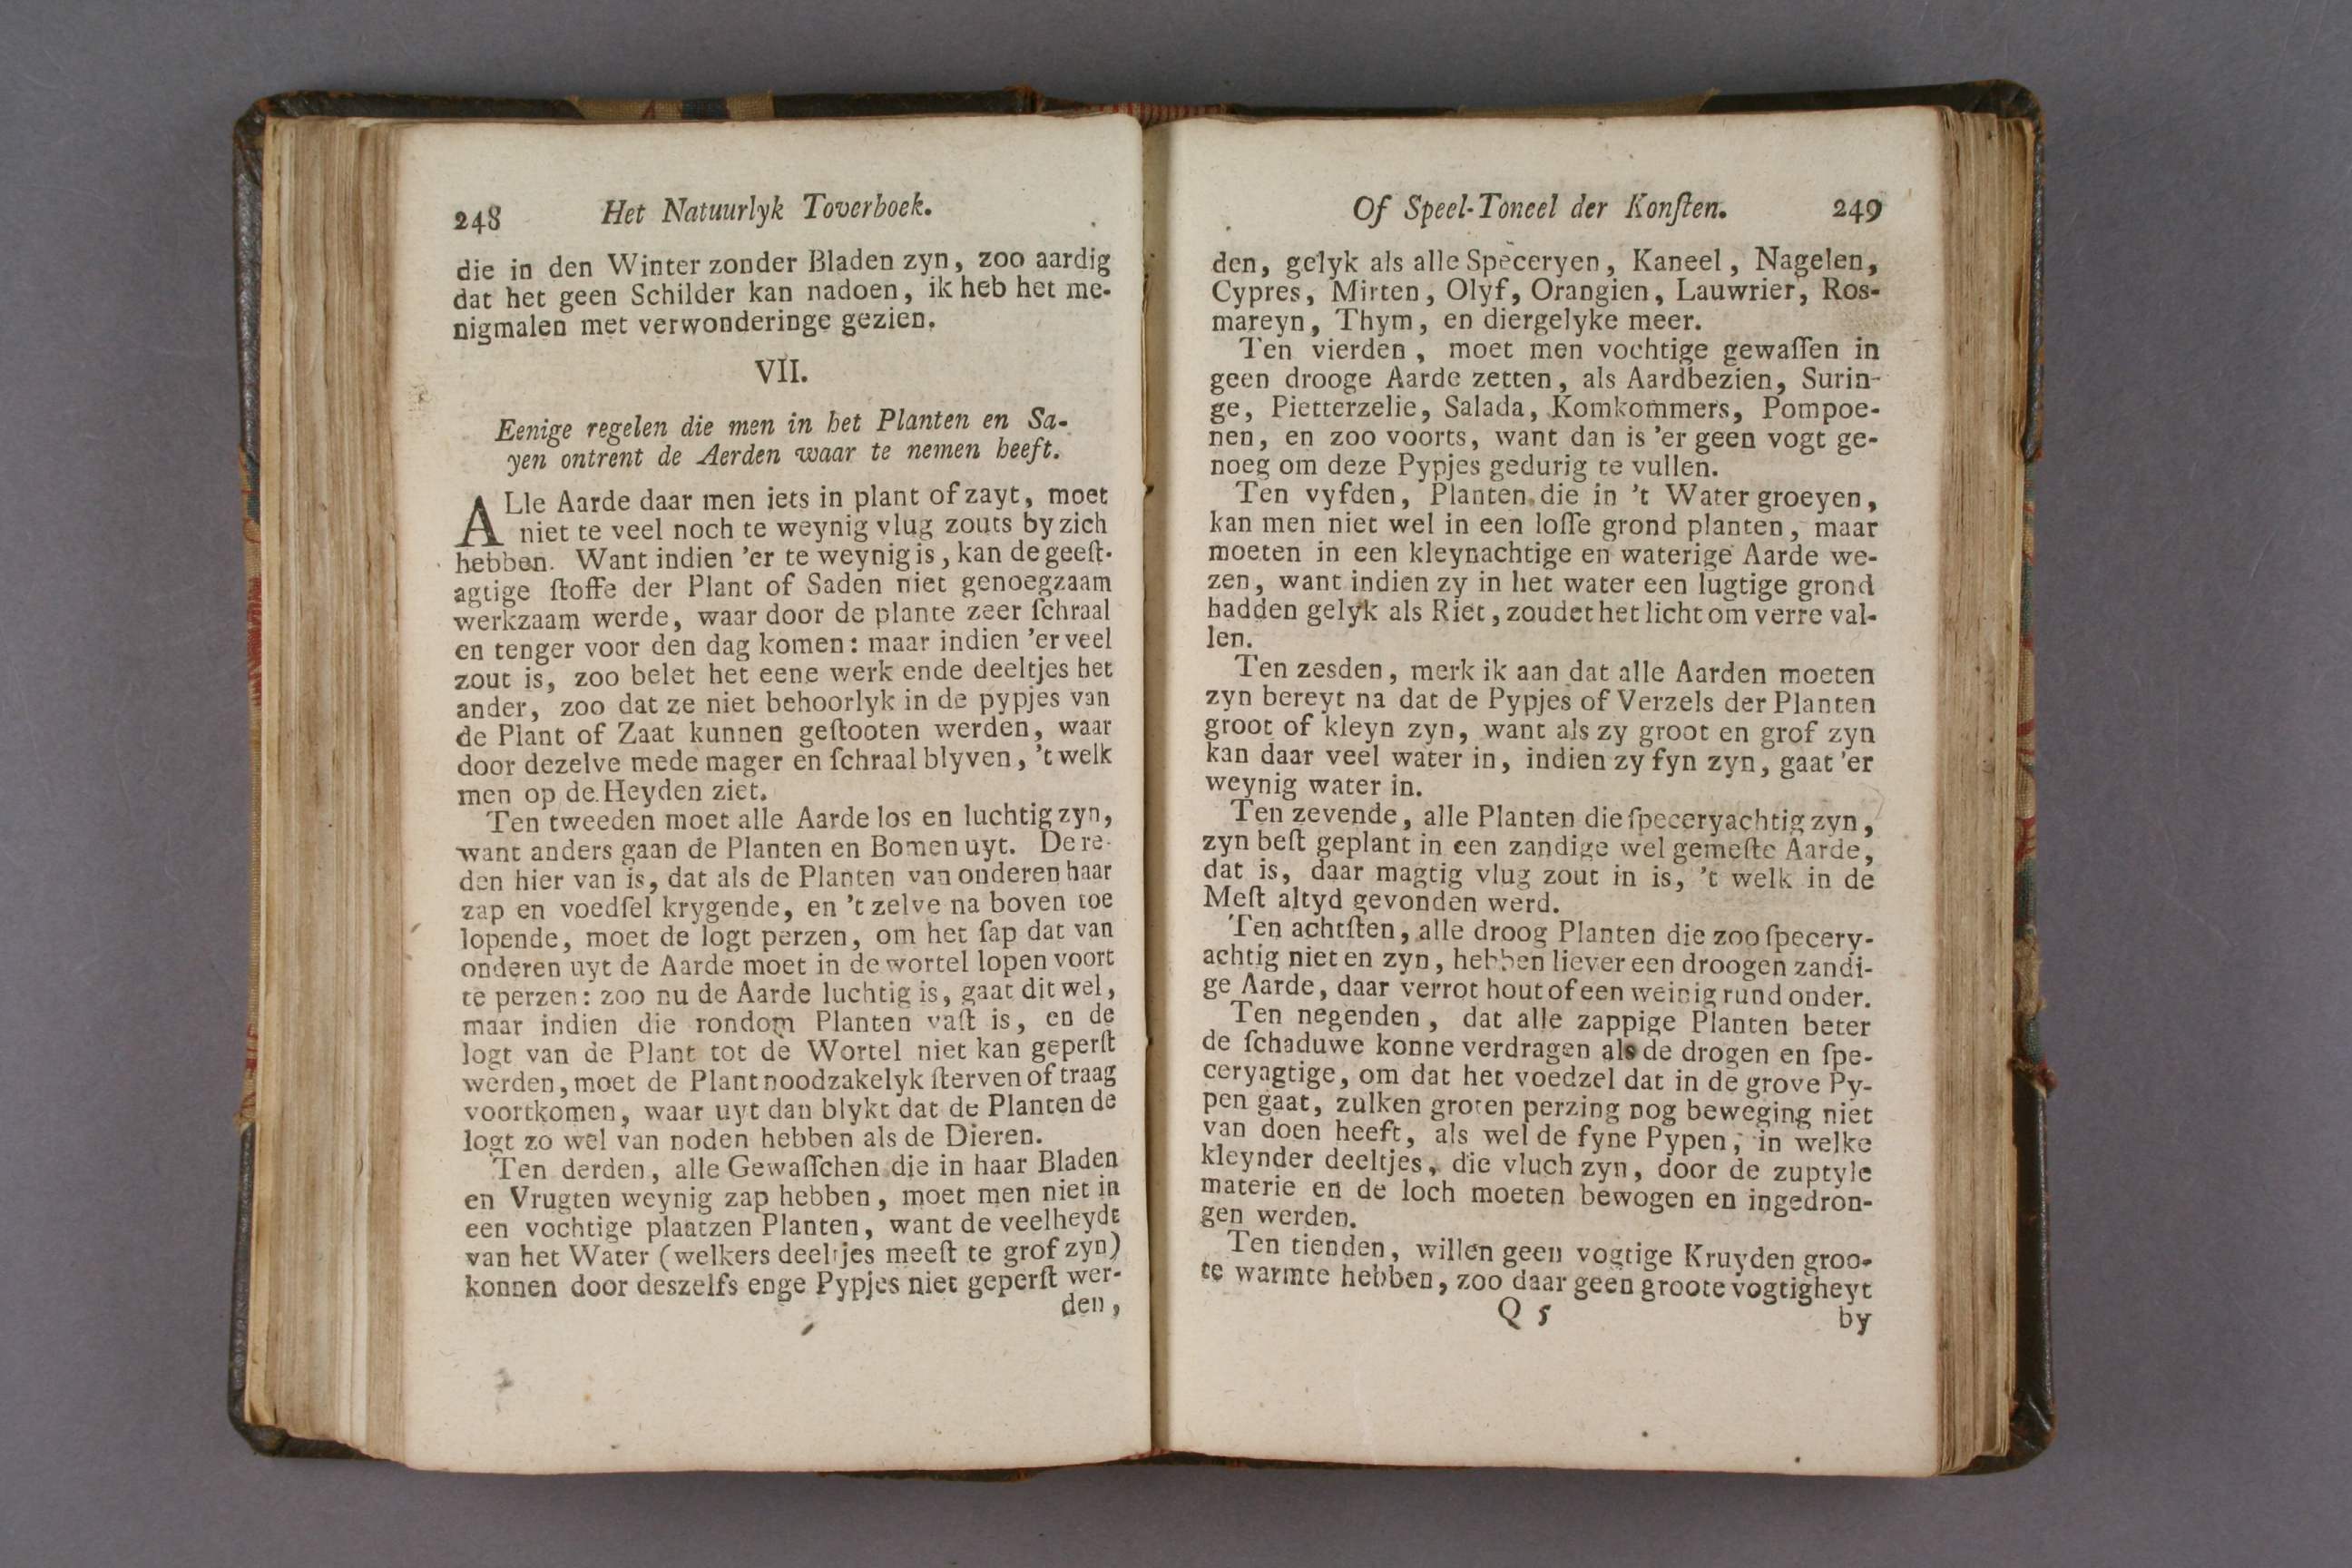 248 Het Natuurlyk Toverboek.
die in den Winter zonder Bladen zyn, zoo aardig
dat het geen Schilder kan nadoen, ik heb het me-
nigmalen met verwonderinge gezien.
VII.
Eenige regelen die men in het Planten en Sa-
yen ontrent de Aerden waar te nemen heeft.
ALle Aarde daar men iets in plant of zayt, moet
niet te veel noch te weynig vlug zouts by zich
hebben. Want indien 'er te weynig is, kan de geeſt-
agtige ſtoffe der Plant of Saden niet genoegzaam
werkzaam werde, waar door de plante zeer ſchraal
en tenger voor den dag komen: maar indien 'er veel
zout is, zoo belet het eene werk ende deeltjes het
ander, zoo dat ze niet behoorlyk in de pypjes van
de Plant of Zaat kunnen geſtooten werden, waar
door dezelve mede mager en ſchraal blyven, 't welk
men op de Heyden ziet.
Ten tweeden moet alle Aarde los en luchtig zyn,
want anders gaan de Planten en Bomen uyt. De re-
den hier van is, dat als de Planten van onderen haar
zap en voedſel krygende, en 't zelve na boven toe
lopende, moet de logt perzen, om het ſap dat van
onderen uyt de Aarde moet in de wortel lopen voort
te perzen: zoo nu de Aarde luchtig is, gaat dit wel,
maar indien die rondom Planten vaſt is, en de
logt van de Plant tot de Wortel niet kan geperſt
werden, moet de Plant noodzakelyk ſterven of traag
voortkomen, waar uyt dan blykt dat de Planten de
logt zo wel van noden hebben als de Dieren.
Ten derden, alle Gewaſſchen die in haar Bladen
en Vrugten weynig zap hebben, moet men niet in
een vochtige plaatzen Planten, want de veelheyde
van het Water (welkers deeltjes meeſt te grof zyn)
konnen door deszelfs enge Pypjes niet geperſt wer-
den,
Of Speel-Toneel der Konſten. 249
den, gelyk als alle Speceryen, Kaneel, Nagelen,
Cypres, Mirten, Olyf, Orangien, Lauwrier, Ros-
mareyn, Thym, en diergelyke meer.
Ten vierden, moet men vochtige gewaſſen in
geen drooge Aarde zetten, als Aardbezien, Surin-
ge, Pietterzelie, Salada, Komkommers, Pompoe-
nen, en zoo voorts, want dan is 'er geen vogt ge-
noeg om deze Pypjes gedurig te vullen.
Ten vyfden, Planten die in 't Water groeyen,
kan men niet wel in een loſſe grond planten, maar
moeten in een kleynachtige en waterige Aarde we-
zen, want indien zy in het water een lugtige grond
hadden gelyk als Riet, zoudet het licht om verre val-
len.
Ten zesden, merk ik aan dat alle Aarden moeten
zyn bereyt na dat de Pypjes of Verzels der Planten
groot of kleyn zyn, want als zy groot en grof zyn
kan daar veel water in, indien zy fyn zyn, gaat 'er
weynig water in.
Ten zevende, alle Planten die ſpeceryachtig zyn,
zyn beſt geplant in een zandige wel gemeſte Aarde,
dat is, daar magtig vlug zout in is, 't welk in de
Meſt altyd gevonden werd.
Ten achtſten, alle droog Planten die zoo ſpecery-
achtig niet en zyn, hebben liever een droogen zandi-
ge Aarde, daar verrot hout of een weinig rund onder.
Ten negenden, dat alle zappige Planten beter
de ſchaduwe konne verdragen als de drogen en ſpe-
ceryagtige, om dat het voedzel dat in de grove Py-
pen gaat, zulken groten perzing nog beweging niet
van doen heeft, als wel de fyne Pypen, in welke
kleynder deeltjes, die vluch zyn, door de zuptyle
materie en de loch moeten bewogen en ingedron-
gen werden.
Ten tienden, willen geen vogtige Kruyden groo-
te warmte hebben, zoo daar geen groote vogtigheyt
Q 5 by